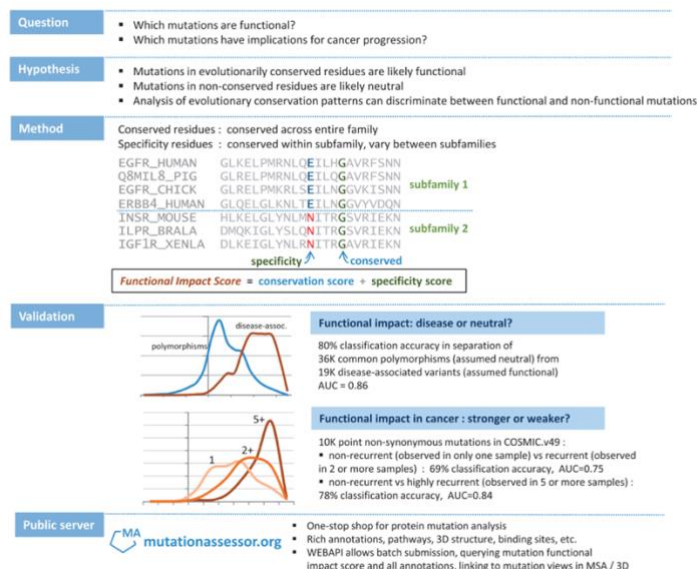 Question
▪ Which mutations are functional?
▪ Which mutations have implications for cancer progression?
Hypothesis
▪ Mutations in evolutionarily conserved residues are likely functional
▪ Mutations in non-conserved residues are likely neutral
▪ Analysis of evolutionary conservation patterns can discriminate between functional and non-functional mutations
Method
Conserved residues : conserved across entire family
Specificity residues : conserved within subfamily, vary between subfamilies
EGFR_HUMAN GLKELPMRNLQEILHGAVRFSNN
Q8MIL8_PIG GLRELPMRNLQEILQGAVRFSNN
EGFR_CHICK GLRELPMKRLSEILNGGVKISNN
ERBB4_HUMAN GLQELGLKNLTEILNGGVYVDQN
subfamily 1
INSR_MOUSE HLKELGLYNLMNITRGSVRIEKN
ILPR_BRALA DMQKIGLYSLQNITRGSVRIEKN
IGF1R_XENLA DLKEIGLYNLRNITRGAVRIEKN
subfamily 2
specificity conserved
Functional Impact Score = conservation score + specificity score
Validation
polymorphisms
disease-assoc.
Functional impact: disease or neutral?
80% classification accuracy in separation of
36K common polymorphisms (assumed neutral) from
19K disease-associated variants (assumed functional)
AUC = 0.86
5+
2+
1
Functional impact in cancer : stronger or weaker?
10K point non-synonymous mutations in COSMIC.v49 :
▪ non-recurrent (observed in only one sample) vs recurrent (observed
in 2 or more samples) : 69% classification accuracy, AUC=0.75
▪ non-recurrent vs highly recurrent (observed in 5 or more samples) :
78% classification accuracy, AUC=0.84
Public server
MA mutationassessor.org
▪ One-stop shop for protein mutation analysis
▪ Rich annotations, pathways, 3D structure, binding sites, etc.
▪ WEBAPI allows batch submission, querying mutation functional
impact score and all annotations, linking to mutation views in MSA / 3D